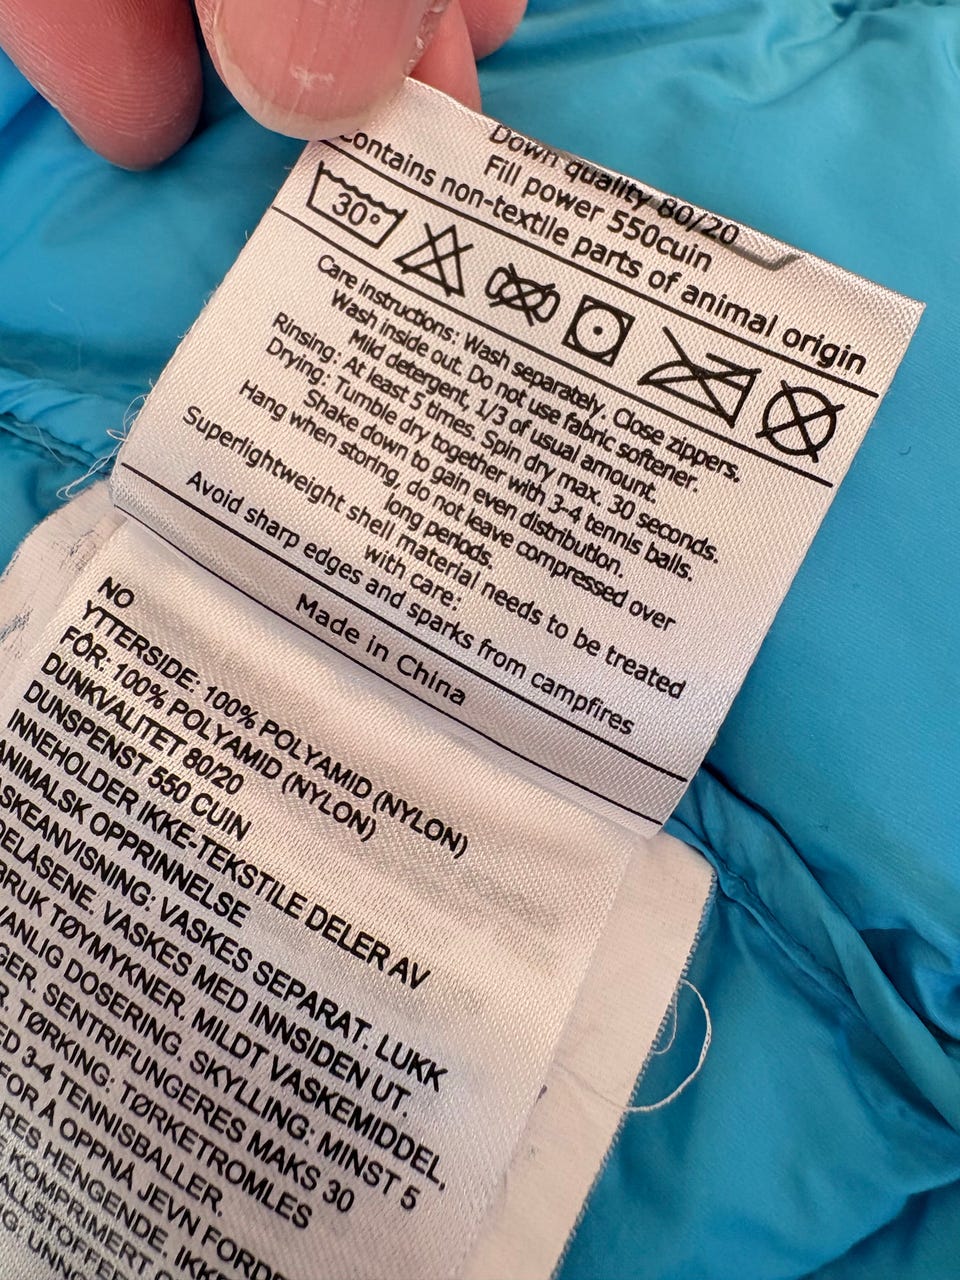 Down quality 80/20
Fill power 550cuin
Contains non-textile parts of animal origin
30°
Care instructions: Wash separately. Close zippers.
Wash inside out. Do not use fabric softener.
Mild detergent, 1/3 of usual amount.
Rinsing: At least 5 times. Spin dry max. 30 seconds.
Drying: Tumble dry together with 3-4 tennis balls.
Shake down to gain even distribution.
Hang when storing, do not leave compressed over
long periods.
Superlightweight shell material needs to be treated
with care:
Avoid sharp edges and sparks from campfires
Made in China
NO
YTTERSIDE: 100% POLYAMID (NYLON)
FÔR: 100% POLYAMID (NYLON)
DUNKVALITET 80/20
DUNSPENST 550 CUIN
INNEHOLDER IKKE-TEKSTILE DELER AV
ANIMALSK OPPRINNELSE
ASKEANVISNING: VASKES SEPARAT. LUKK
DELASENE. VASKES MED INNSIDEN UT.
BRUK TØYMYKNER. MILDT VASKEMIDDEL,
VANLIG DOSERING. SKYLLING: MINST 5
GER. SENTRIFUNGERES MAKS 30
R. TØRKING: TØRKETROMLES
ED 3-4 TENNISBALLER.
FOR Å OPPNÅ JEVN FORDE
RES HENGENDE. IKKE
KOMPRIMERT